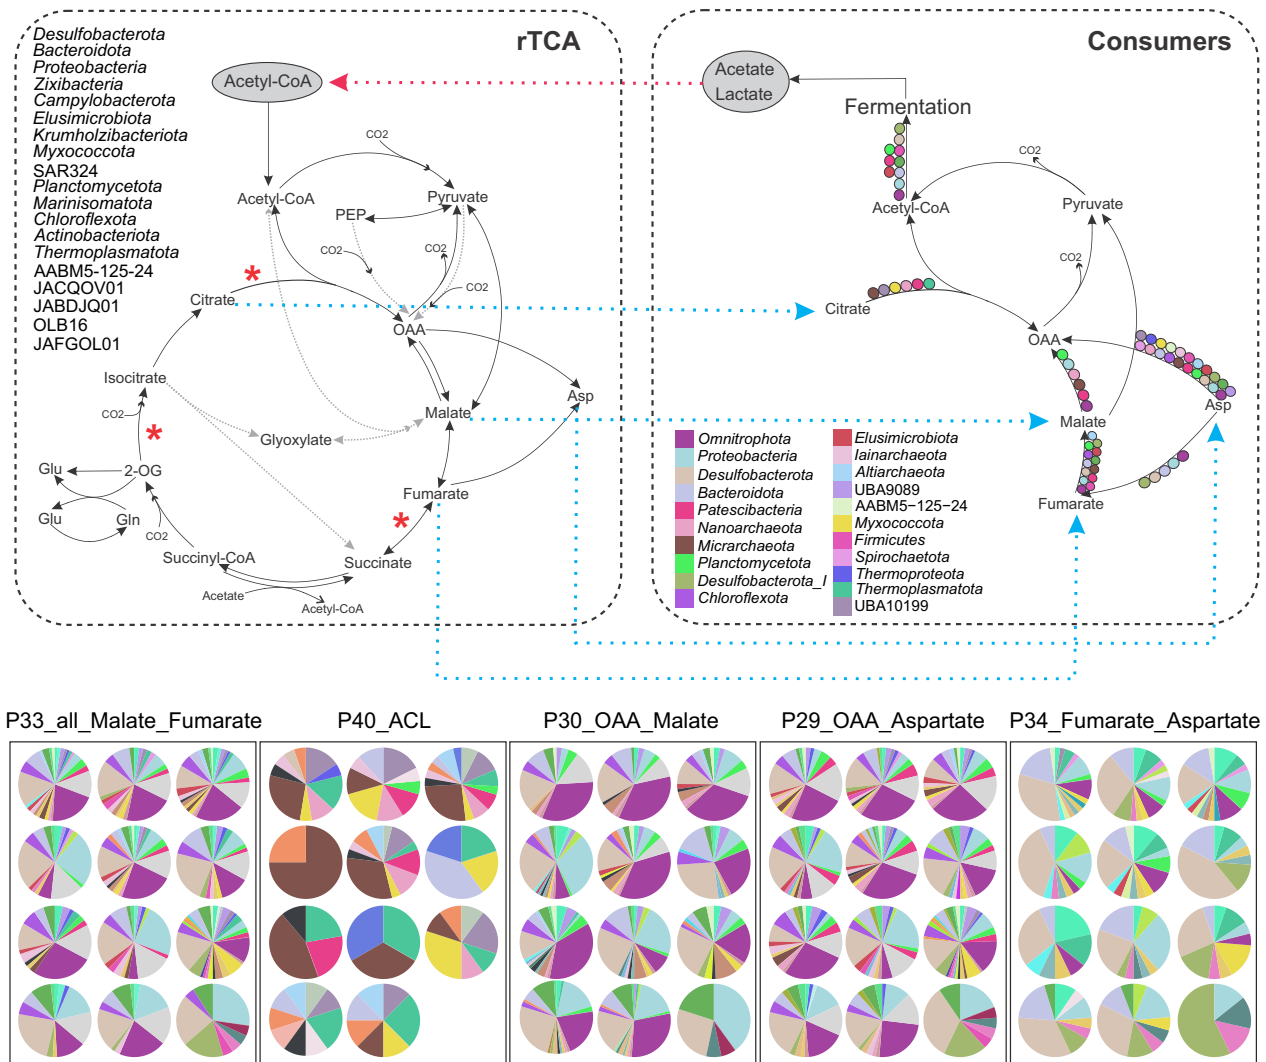 rTCA
Desulfobacterota
Bacteroidota
Proteobacteria
Zixibacteria
Campylobacterota
Elusimicrobiota
Krumholzibacteriota
Myxococcota
SAR324
Planctomycetota
Marinisomatota
Chloroflexota
Actinobacteriota
Thermoplasmatota
AABM5-125-24
JACQOV01
JABDJQ01
OLB16
JAFGOL01
Acetyl-CoA
CO2
Acetyl-CoA
Pyruvate
PEP
CO2
CO2
CO2
*
Citrate
OAA
Isocitrate
CO2
*
Asp
Malate
Glyoxylate
Glu
2-OG
Fumarate
Glu
Gln
CO2
*
Succinyl-CoA
Succinate
Acetate
Acetyl-CoA
Consumers
Acetate
Lactate
Fermentation
CO2
Acetyl-CoA
Pyruvate
CO2
Citrate
OAA
Asp
Malate
Fumarate
Omnitrophota
Proteobacteria
Desulfobacterota
Bacteroidota
Patescibacteria
Nanoarchaeota
Micrarchaeota
Planctomycetota
Desulfobacterota_I
Chloroflexota
Elusimicrobiota
Iainarchaeota
Altiarchaeota
UBA9089
AABM5-125-24
Myxococcota
Firmicutes
Spirochaetota
Thermoproteota
Thermoplasmatota
UBA10199
P33_all_Malate_Fumarate
P40_ACL
P30_OAA_Malate
P29_OAA_Aspartate
P34_Fumarate_Aspartate